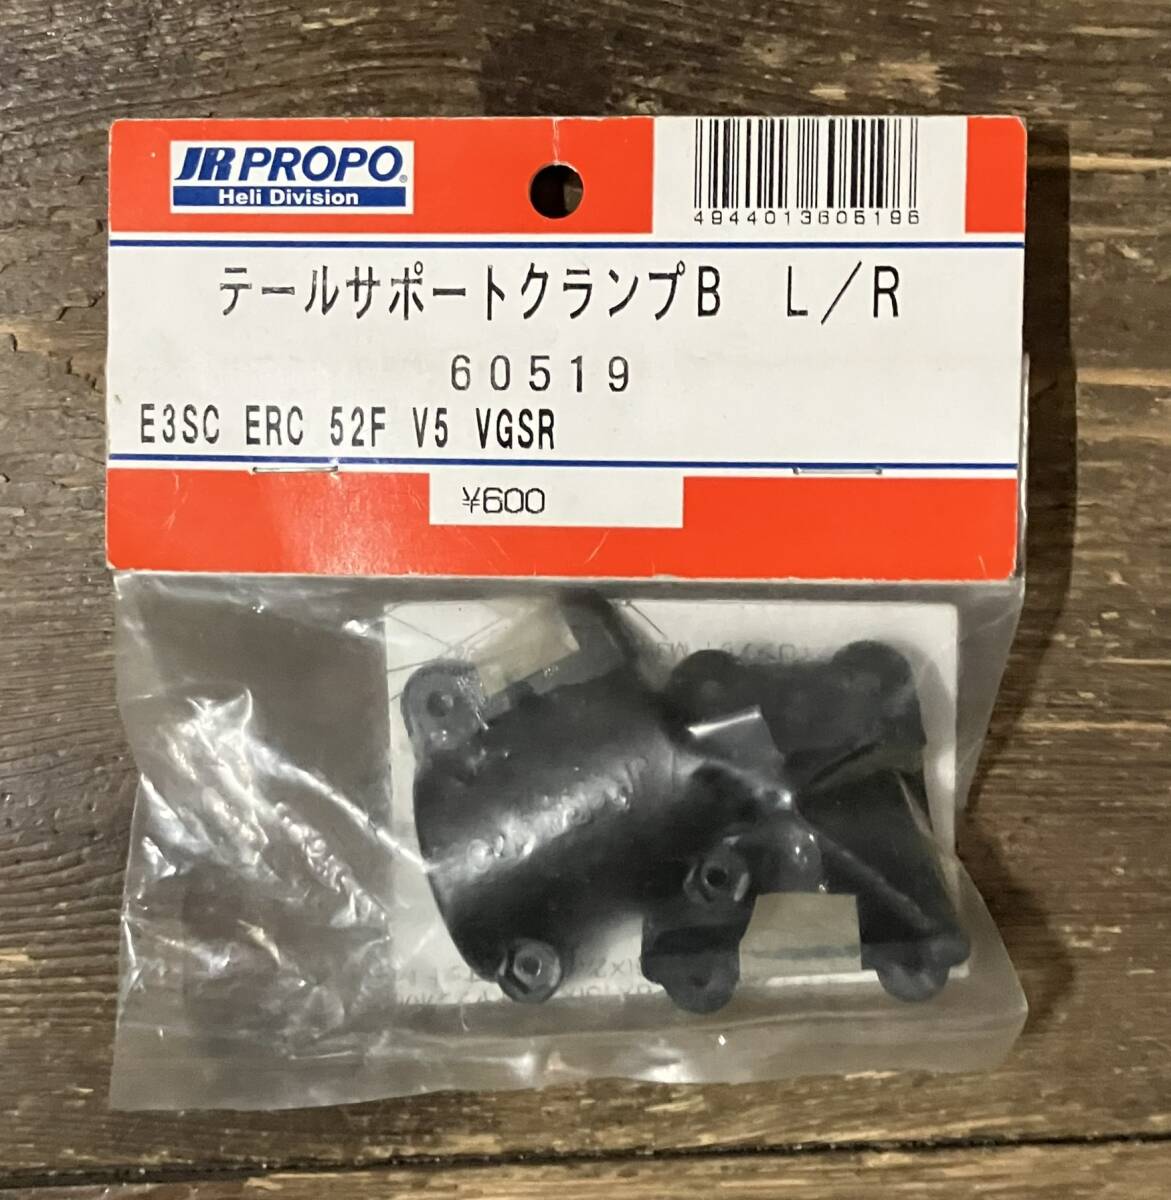 JR PROPO®
Heli Division
4944013605196
テールサポートクランプB L/R
60519
E3SC ERC 52F V5 VGSR
¥600